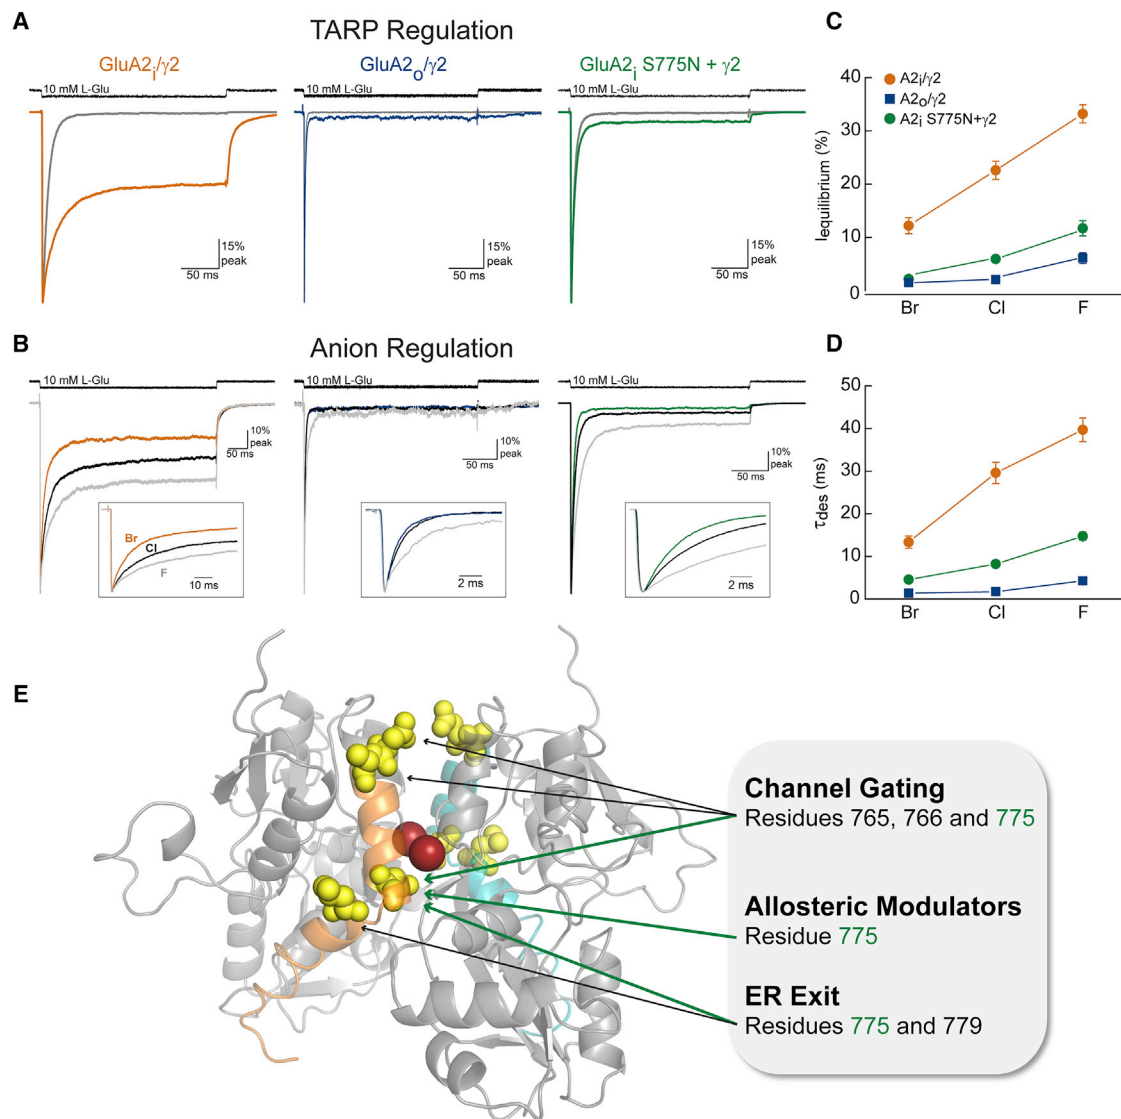 A
TARP Regulation
GluA2i/γ2
GluA2o/γ2
GluA2i S775N + γ2
10 mM L-Glu
10 mM L-Glu
10 mM L-Glu
15%
peak
50 ms
15%
peak
50 ms
15%
peak
50 ms
B
Anion Regulation
10 mM L-Glu
10 mM L-Glu
10 mM L-Glu
10%
peak
50 ms
10%
peak
50 ms
10%
peak
50 ms
Br
Cl
F
10 ms
2 ms
2 ms
C
A2i/γ2
A2o/γ2
A2i S775N+γ2
Iequilibrium (%)
40
30
20
10
0
Br Cl F
D
τdes (ms)
50
40
30
20
10
0
Br Cl F
E
Channel Gating
Residues 765, 766 and 775
Allosteric Modulators
Residue 775
ER Exit
Residues 775 and 779